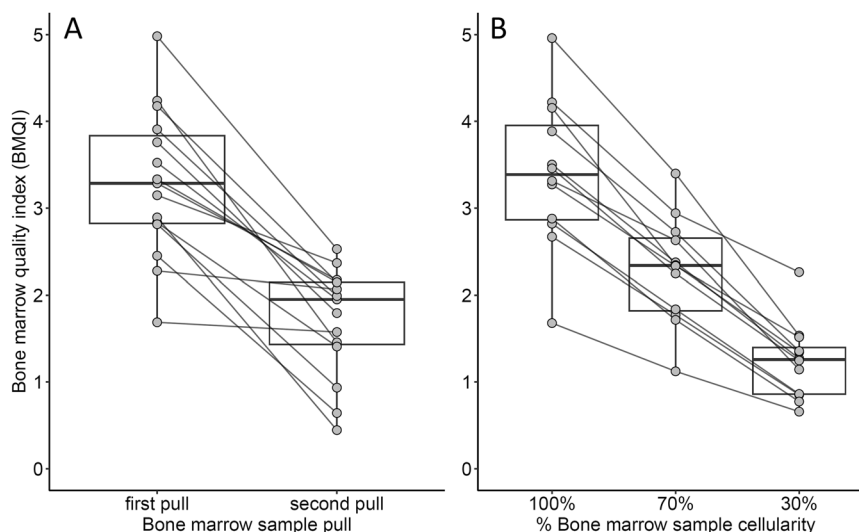 A
Bone marrow quality index (BMQI)
5
4
3
2
1
0
first pull second pull
Bone marrow sample pull
B
5
4
3
2
1
0
100% 70% 30%
% Bone marrow sample cellularity